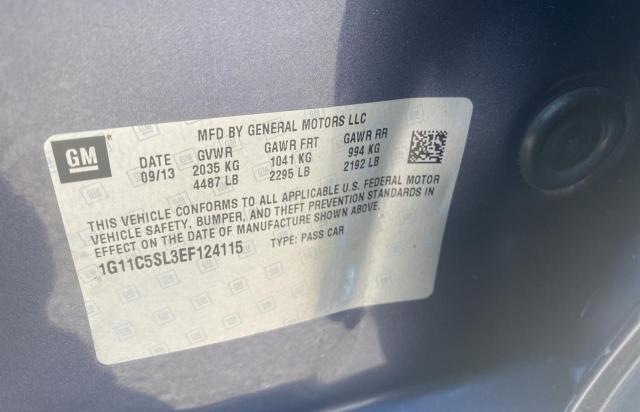 MFD BY GENERAL MOTORS LLC
GM
DATE GVWR GAWR FRT GAWR RR
09/13 2035 KG 1041 KG 994 KG
4487 LB 2295 LB 2192 LB
THIS VEHICLE CONFORMS TO ALL APPLICABLE U.S. FEDERAL MOTOR
VEHICLE SAFETY, BUMPER, AND THEFT PREVENTION STANDARDS IN
EFFECT ON THE DATE OF MANUFACTURE SHOWN ABOVE.
1G11C5SL3EF124115 TYPE: PASS CAR